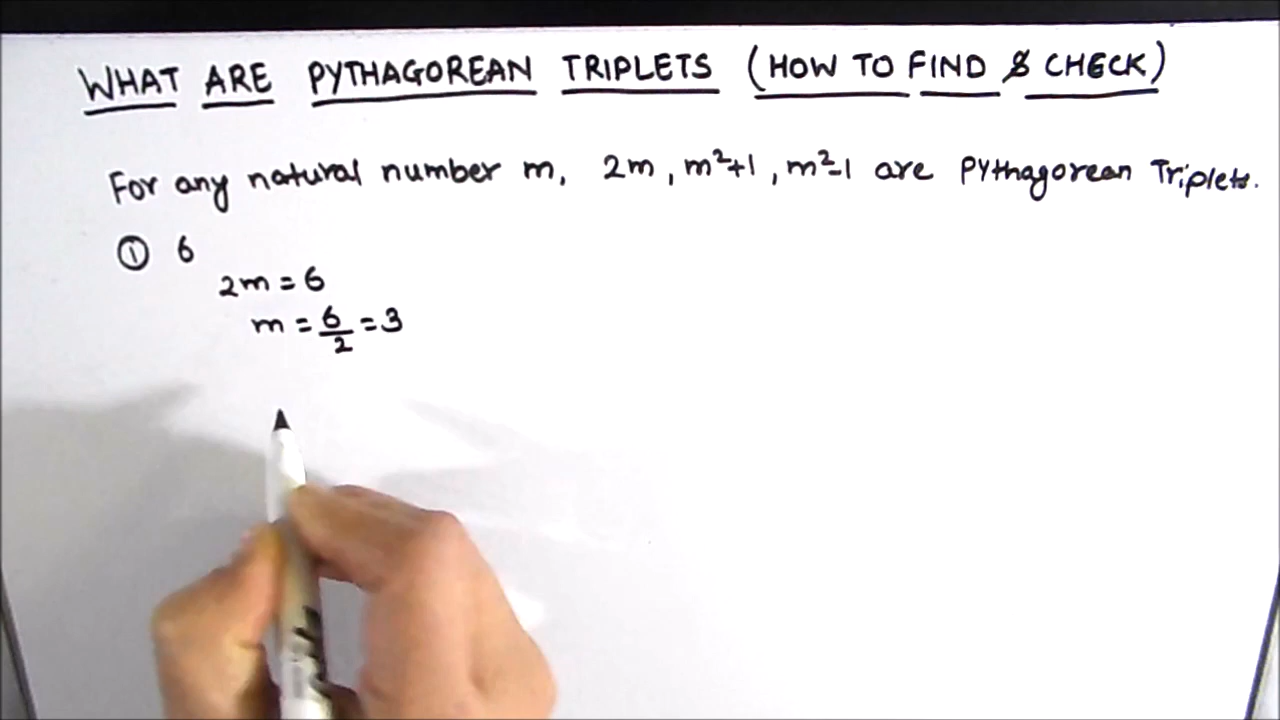 WHAT ARE PYTHAGOREAN TRIPLETS (HOW TO FIND & CHECK)
For any natural number m, 2m, m²+1, m²-1 are Pythagorean Triplets.
① 6
2m = 6
m = 6/2 = 3